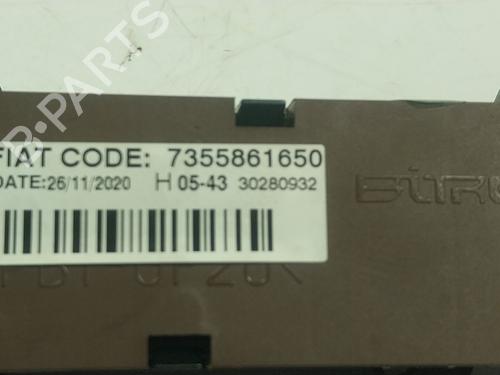 FIAT CODE: 7355861650
DATE:26/11/2020 H 05-43 30280932
B-PARTS